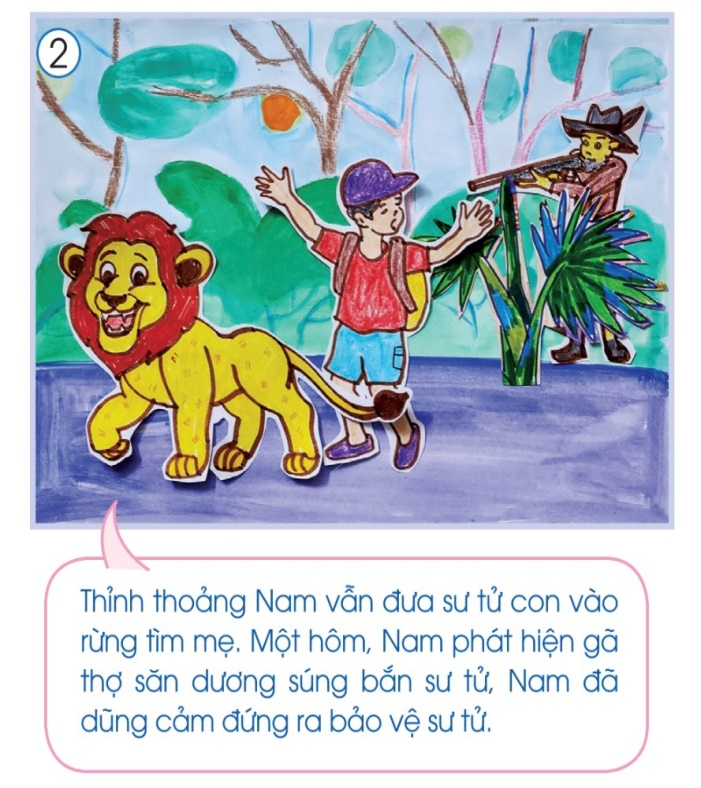 2
Thỉnh thoảng Nam vẫn đưa sư tử con vào
rừng tìm mẹ. Một hôm, Nam phát hiện gã
thợ săn dương súng bắn sư tử, Nam đã
dũng cảm đứng ra bảo vệ sư tử.